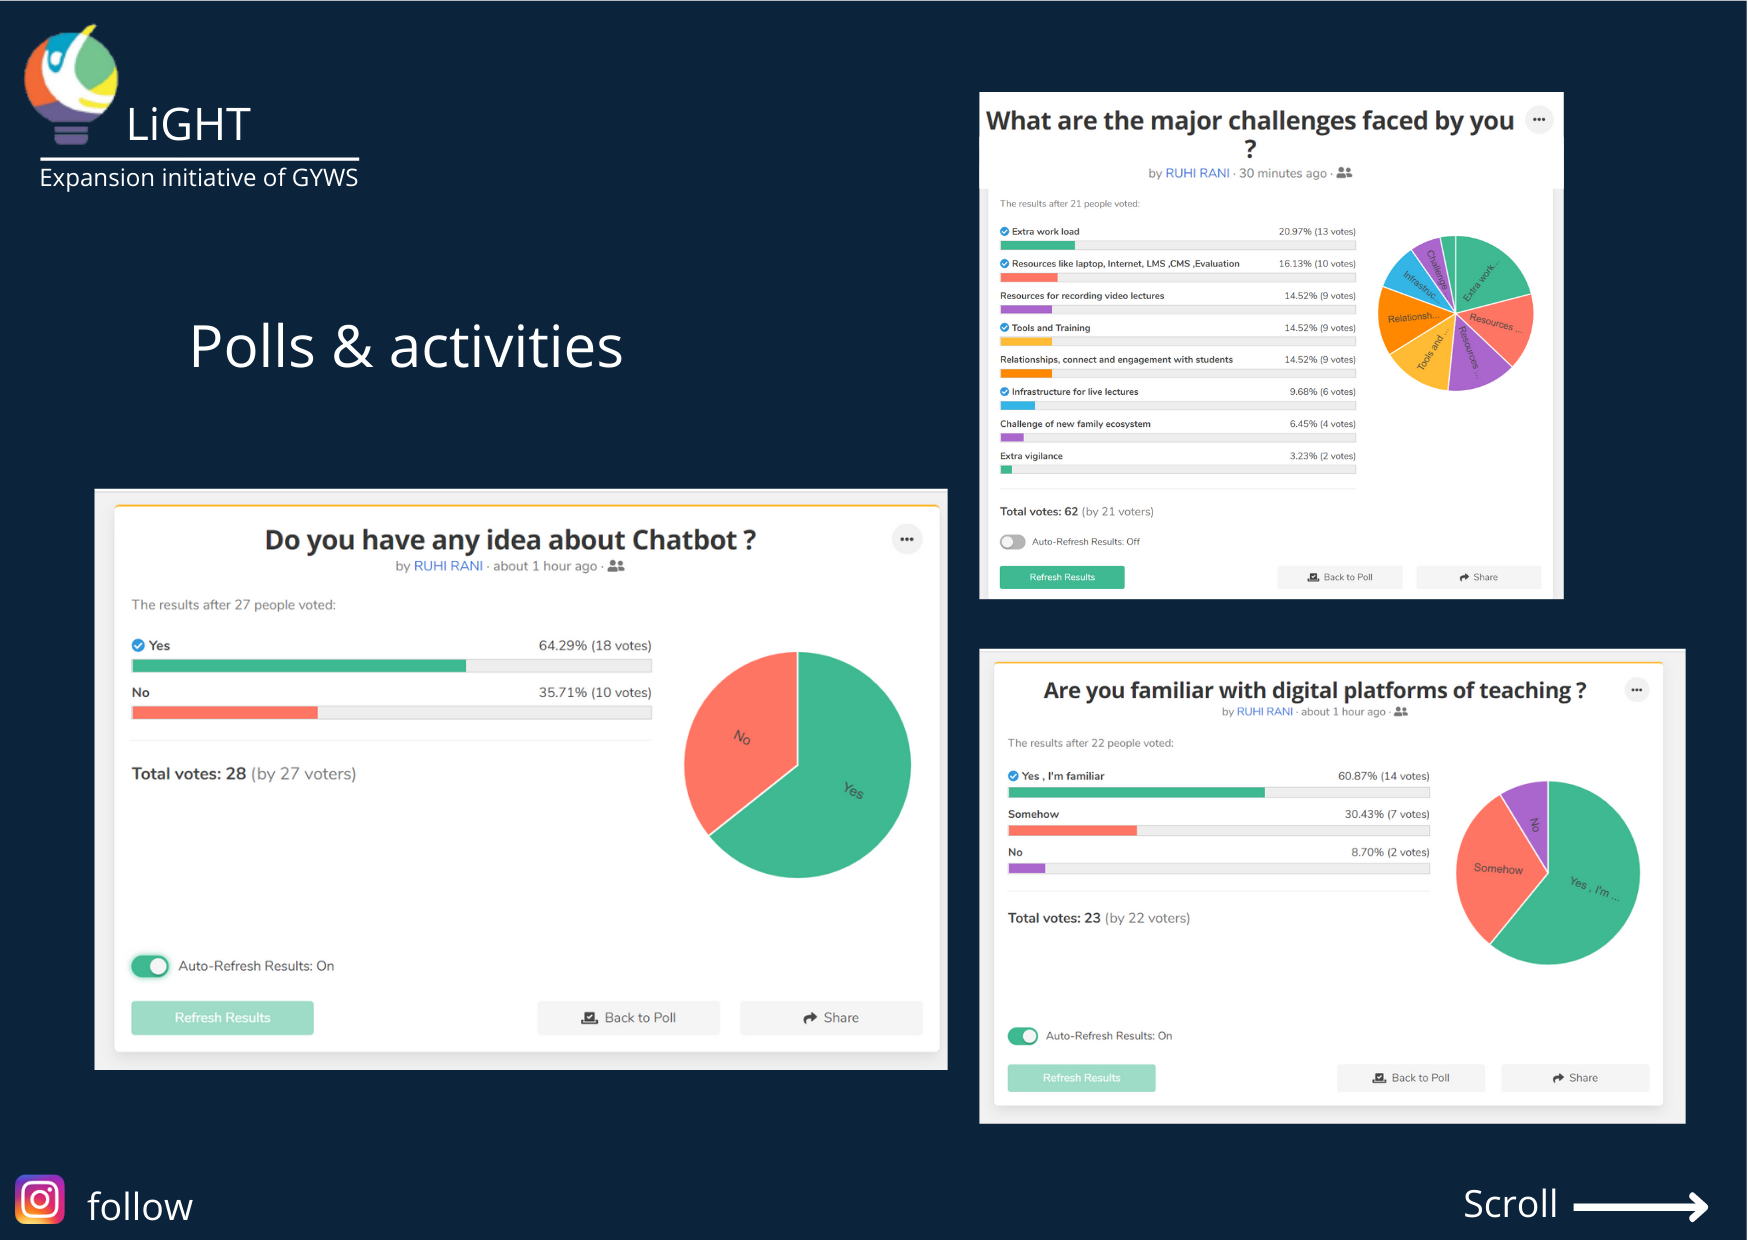 LiGHT
Expansion initiative of GYWS
Polls & activities
What are the major challenges faced by you
?
by RUHI RANI · 30 minutes ago ·
The results after 21 people voted:
Extra work load 20.97% (13 votes)
Resources like laptop, Internet, LMS ,CMS ,Evaluation 16.13% (10 votes)
Resources for recording video lectures 14.52% (9 votes)
Tools and Training 14.52% (9 votes)
Relationships, connect and engagement with students 14.52% (9 votes)
Infrastructure for live lectures 9.68% (6 votes)
Challenge of new family ecosystem 6.45% (4 votes)
Extra vigilance 3.23% (2 votes)
Extra work...
Resources ...
Resources ...
Tools and ...
Relationsh...
Infrastruc...
Challenge
Total votes: 62 (by 21 voters)
Auto-Refresh Results: Off
Refresh Results Back to Poll Share
Do you have any idea about Chatbot ?
by RUHI RANI · about 1 hour ago ·
The results after 27 people voted:
Yes 64.29% (18 votes)
No 35.71% (10 votes)
No
Yes
Total votes: 28 (by 27 voters)
Auto-Refresh Results: On
Refresh Results Back to Poll Share
Are you familiar with digital platforms of teaching ?
by RUHI RANI · about 1 hour ago ·
The results after 22 people voted:
Yes , I'm familiar 60.87% (14 votes)
Somehow 30.43% (7 votes)
No 8.70% (2 votes)
No
Somehow
Yes , I'm ...
Total votes: 23 (by 22 voters)
Auto-Refresh Results: On
Refresh Results Back to Poll Share
follow
Scroll